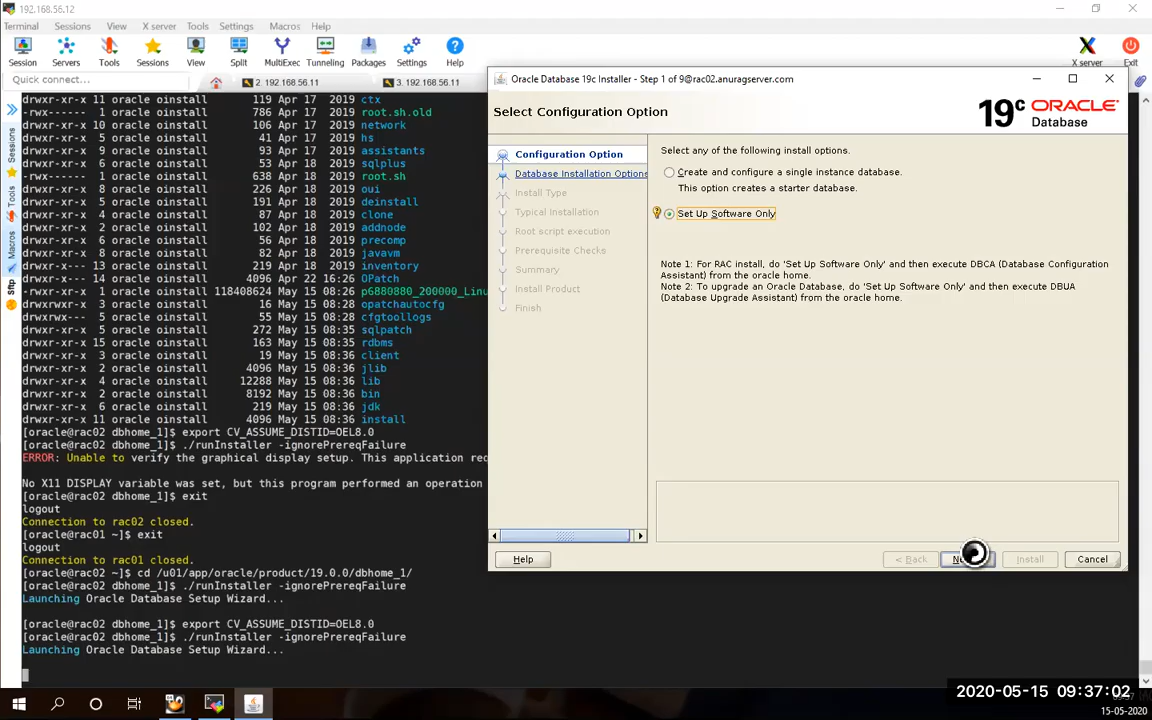 192.168.56.12
Terminal Sessions View X server Tools Settings Macros Help
Session Servers Tools Sessions View Split MultiExec Tunneling Packages Settings Help X server Exit
Quick connect...
2. 192.168.56.11
3. 192.168.56.11
Sessions
Tools
Macros
Sftp
drwxr-xr-x 11 oracle oinstall 119 Apr 17 2019 ctx
-rwx------ 1 oracle oinstall 786 Apr 17 2019 root.sh.old
drwxr-xr-x 10 oracle oinstall 106 Apr 17 2019 network
drwxr-xr-x 5 oracle oinstall 41 Apr 17 2019 hs
drwxr-xr-x 9 oracle oinstall 93 Apr 18 2019 assistants
drwxr-xr-x 6 oracle oinstall 53 Apr 18 2019 sqlplus
-rwx------ 1 oracle oinstall 638 Apr 18 2019 root.sh
drwxr-xr-x 8 oracle oinstall 226 Apr 18 2019 oui
drwxr-xr-x 5 oracle oinstall 191 Apr 18 2019 deinstall
drwxr-xr-x 4 oracle oinstall 87 Apr 18 2019 clone
drwxr-xr-x 2 oracle oinstall 102 Apr 18 2019 addnode
drwxr-xr-x 6 oracle oinstall 56 Apr 18 2019 precomp
drwxr-xr-x 8 oracle oinstall 82 Apr 18 2019 javavm
drwxr-xr-x 13 oracle oinstall 219 Apr 18 2019 inventory
drwxr-x--- 14 oracle oinstall 4096 Apr 22 16:26 OPatch
-rwxr-xr-x 1 oracle oinstall 118408624 May 15 08:26 p6880880_200000_Linu
drwxr-xr-x 3 oracle oinstall 16 May 15 08:28 opatchautocfg
drwxrwx--- 5 oracle oinstall 55 May 15 08:28 cfgtoollogs
drwxr-xr-x 5 oracle oinstall 272 May 15 08:35 sqlpatch
drwxr-xr-x 15 oracle oinstall 163 May 15 08:35 rdbms
drwxr-xr-x 3 oracle oinstall 19 May 15 08:36 client
drwxr-xr-x 2 oracle oinstall 4096 May 15 08:36 jlib
drwxr-xr-x 4 oracle oinstall 12288 May 15 08:36 lib
drwxr-xr-x 2 oracle oinstall 8192 May 15 08:36 bin
drwxr-xr-x 6 oracle oinstall 219 May 15 08:36 jdk
drwxr-xr-x 11 oracle oinstall 4096 May 15 08:36 install
[oracle@rac02 dbhome_1]$ export CV_ASSUME_DISTID=OEL8.0
[oracle@rac02 dbhome_1]$ ./runInstaller -ignorePrereqFailure
ERROR: Unable to verify the graphical display setup. This application req
No X11 DISPLAY variable was set, but this program performed an operation
[oracle@rac02 dbhome_1]$ exit
logout
Connection to rac02 closed.
[oracle@rac01 ~]$ exit
logout
Connection to rac01 closed.
[oracle@rac02 ~]$ cd /u01/app/oracle/product/19.0.0/dbhome_1/
[oracle@rac02 dbhome_1]$ ./runInstaller -ignorePrereqFailure
Launching Oracle Database Setup Wizard...
[oracle@rac02 dbhome_1]$ export CV_ASSUME_DISTID=OEL8.0
[oracle@rac02 dbhome_1]$ ./runInstaller -ignorePrereqFailure
Launching Oracle Database Setup Wizard...
Oracle Database 19c Installer - Step 1 of 9@rac02.anuragserver.com
Select Configuration Option
19c ORACLE
Database
Configuration Option
Database Installation Options
Install Type
Typical Installation
Root script execution
Prerequisite Checks
Summary
Install Product
Finish
Select any of the following install options.
Create and configure a single instance database.
This option creates a starter database.
Set Up Software Only
Note 1: For RAC install, do 'Set Up Software Only' and then execute DBCA (Database Configuration
Assistant) from the oracle home.
Note 2: To upgrade an Oracle Database, do 'Set Up Software Only' and then execute DBUA
(Database Upgrade Assistant) from the oracle home.
Help
< Back
Install
Cancel
2020-05-15 09:37:02
15-05-2020